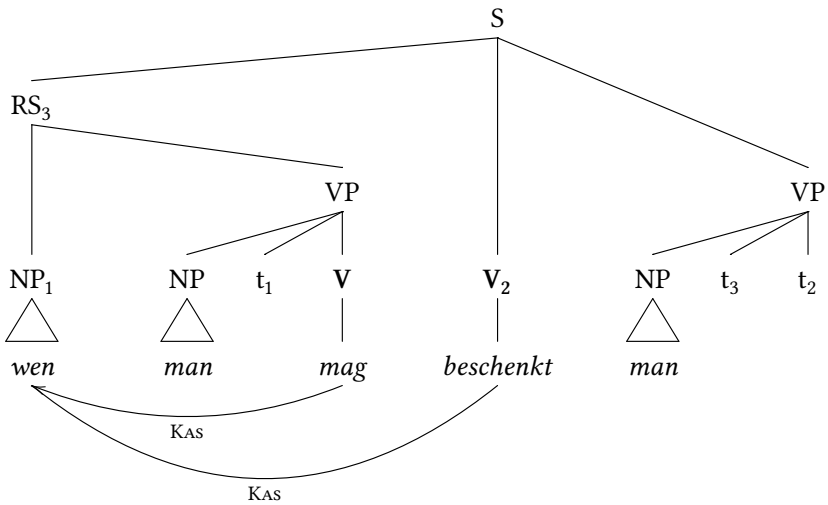 S
RS₃
VP
VP
NP₁ NP t₁ V V₂ NP t₃ t₂
wen man mag beschenkt man
Kas
Kas